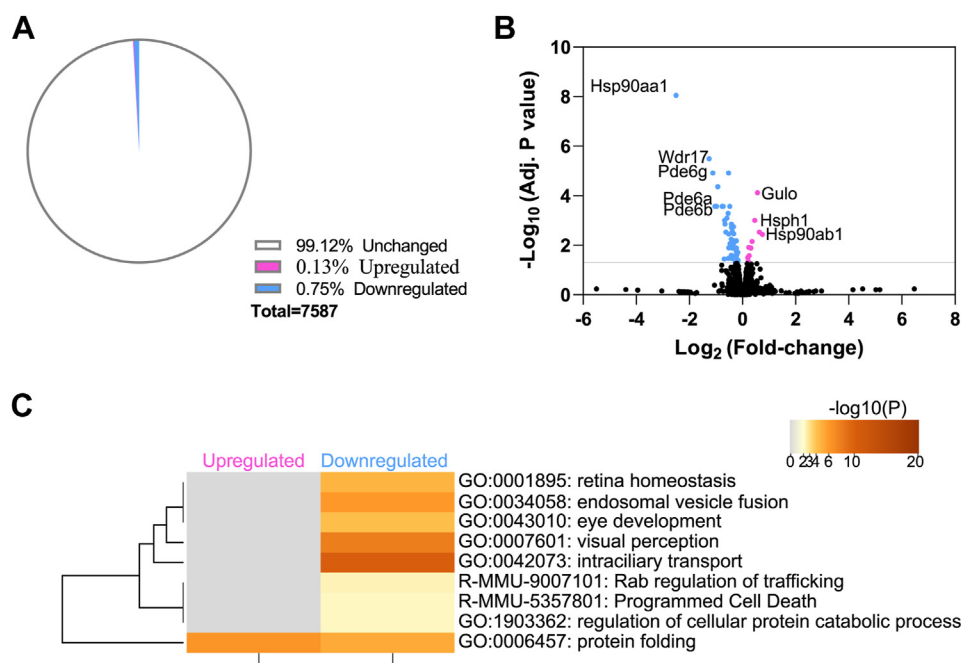 A
99.12% Unchanged
0.13% Upregulated
0.75% Downregulated
Total=7587
B
-Log10 (Adj. P value)
10
8
6
4
2
0
Hsp90aa1
Wdr17
Pde6g
Pde6a
Pde6b
Gulo
Hsph1
Hsp90ab1
-6 -4 -2 0 2 4 6 8
Log2 (Fold-change)
C
-log10(P)
0 2 3 4 6 10 20
Upregulated Downregulated
GO:0001895: retina homeostasis
GO:0034058: endosomal vesicle fusion
GO:0043010: eye development
GO:0007601: visual perception
GO:0042073: intraciliary transport
R-MMU-9007101: Rab regulation of trafficking
R-MMU-5357801: Programmed Cell Death
GO:1903362: regulation of cellular protein catabolic process
GO:0006457: protein folding